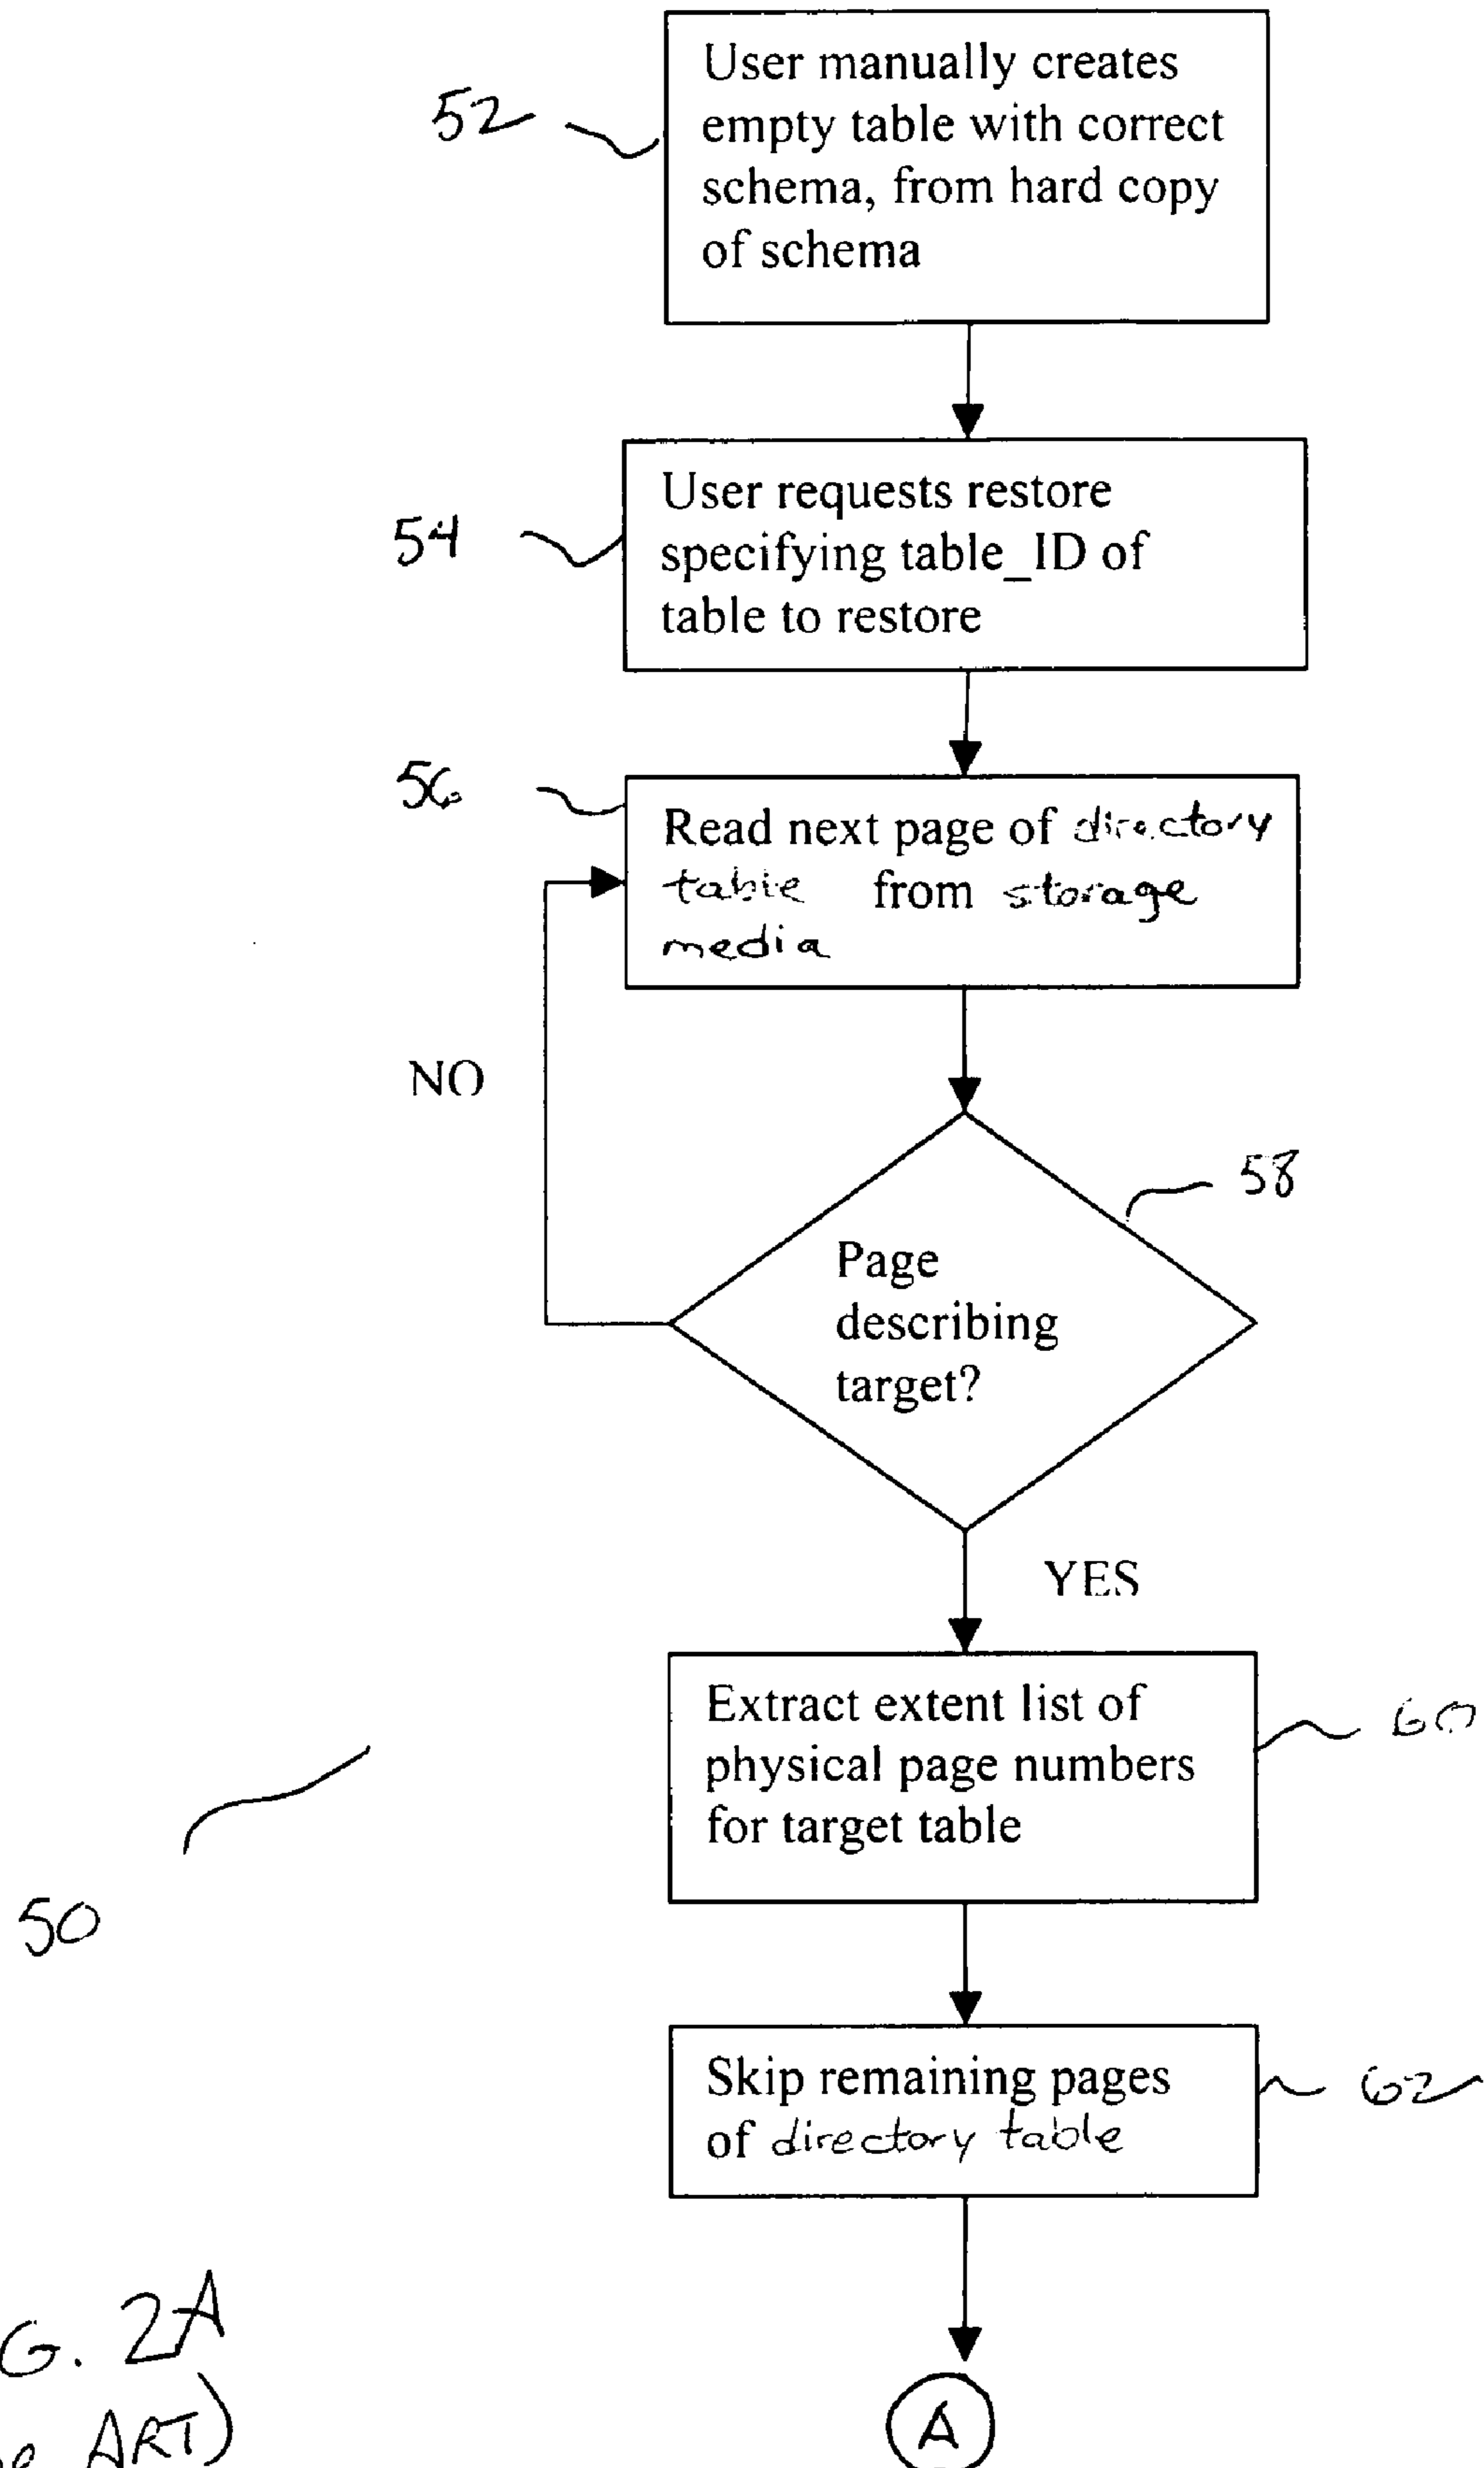 52
User manually creates
empty table with correct
schema, from hard copy
of schema
54
User requests restore
specifying table_ID of
table to restore
56
Read next page of directory
table from storage
media
NO
58
Page
describing
target?
YES
Extract extent list of
physical page numbers
for target table
60
50
Skip remaining pages
of directory table
62
G. 2A
ART)
A